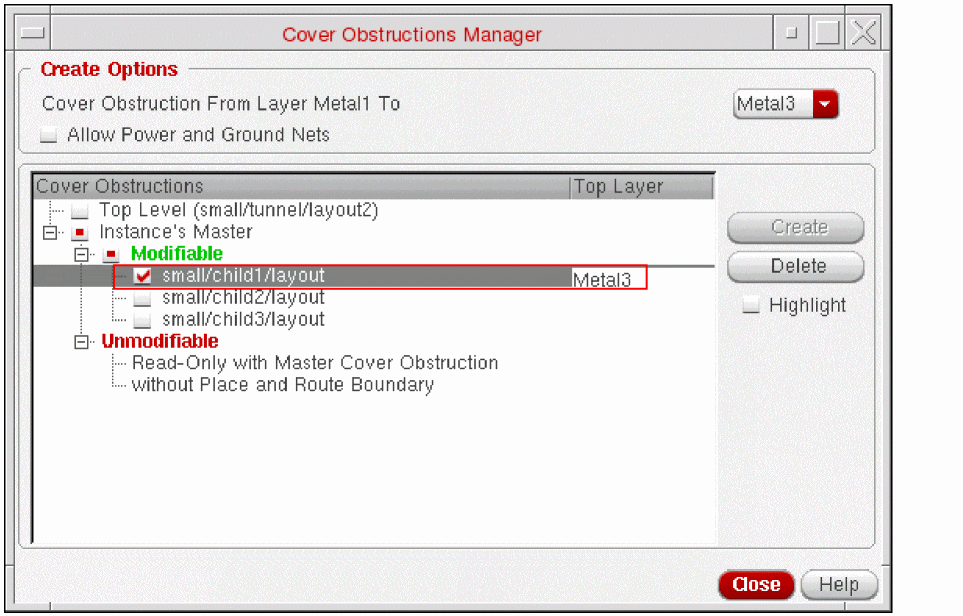 Cover Obstructions Manager
Create Options
Cover Obstruction From Layer Metal1 To Metal3
Allow Power and Ground Nets
Cover Obstructions Top Layer
Top Level (small/tunnel/layout2)
Instance's Master
Modifiable
small/child1/layout Metal3
small/child2/layout
small/child3/layout
Unmodifiable
Read-Only with Master Cover Obstruction
without Place and Route Boundary
Create
Delete
Highlight
Close Help